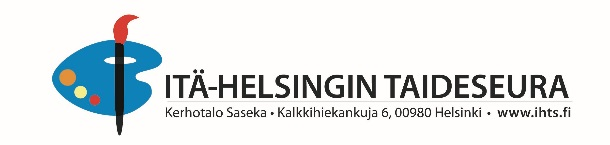 ITÄ-HELSINGIN TAIDESEURA
Kerhotalo Saseka • Kalkkihiekankuja 6, 00980 Helsinki • www.ihts.fi